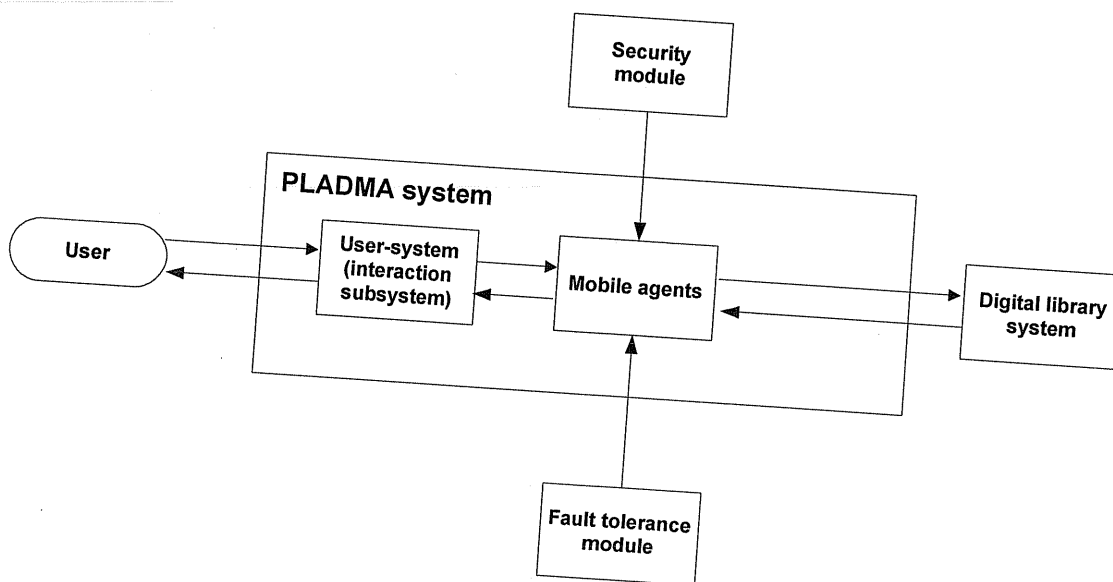 Security
module
PLADMA system
User
User-system
(interaction
subsystem)
Mobile agents
Digital library
system
Fault tolerance
module